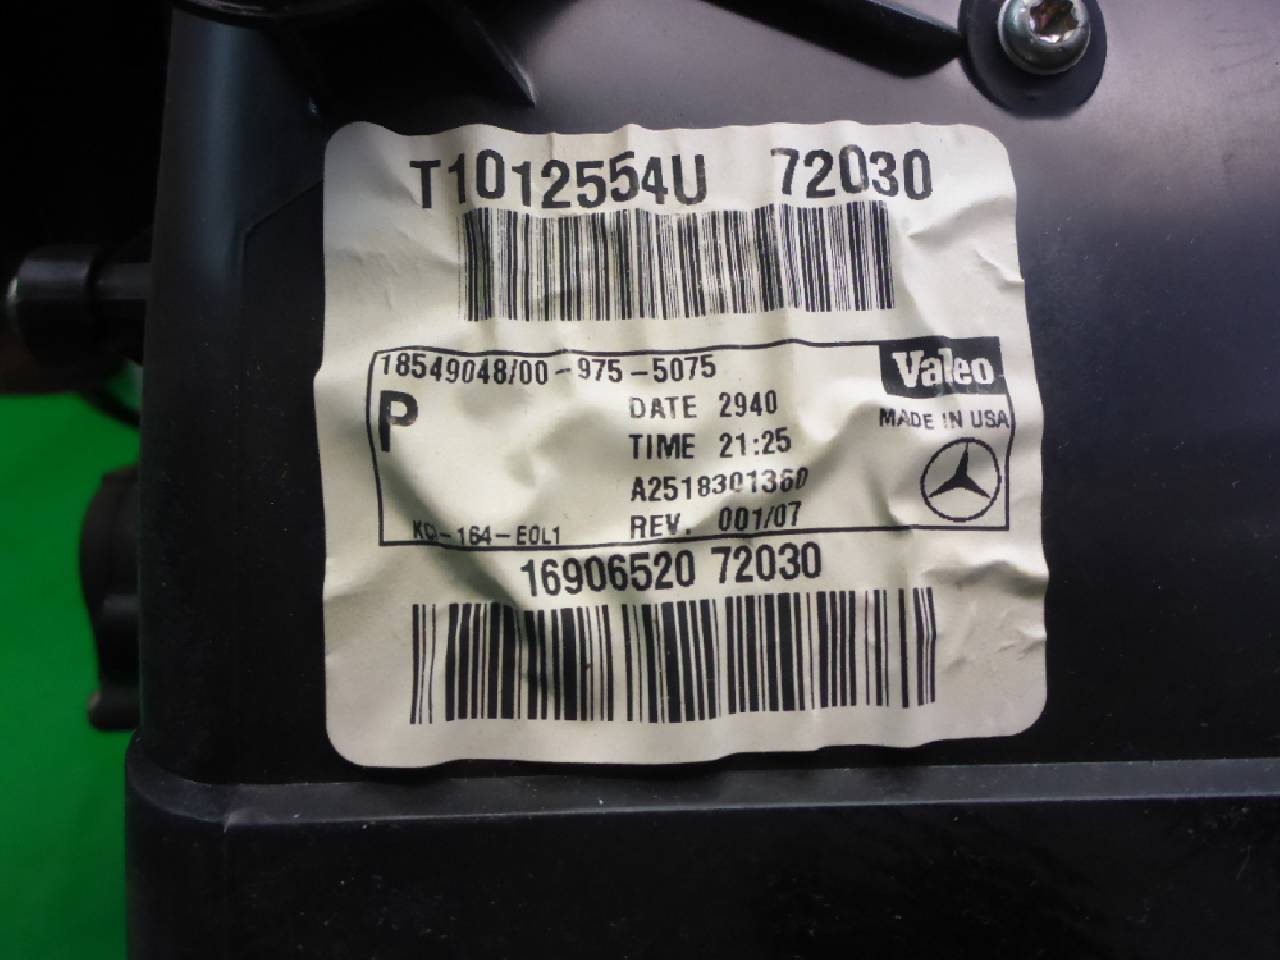 T1012554U 72030
18549048/00-975-5075
Valeo
P
DATE 2940
MADE IN USA
TIME 21:25
A2518301360
KQ-164-EOL1
REV. 001/07
16906520 72030